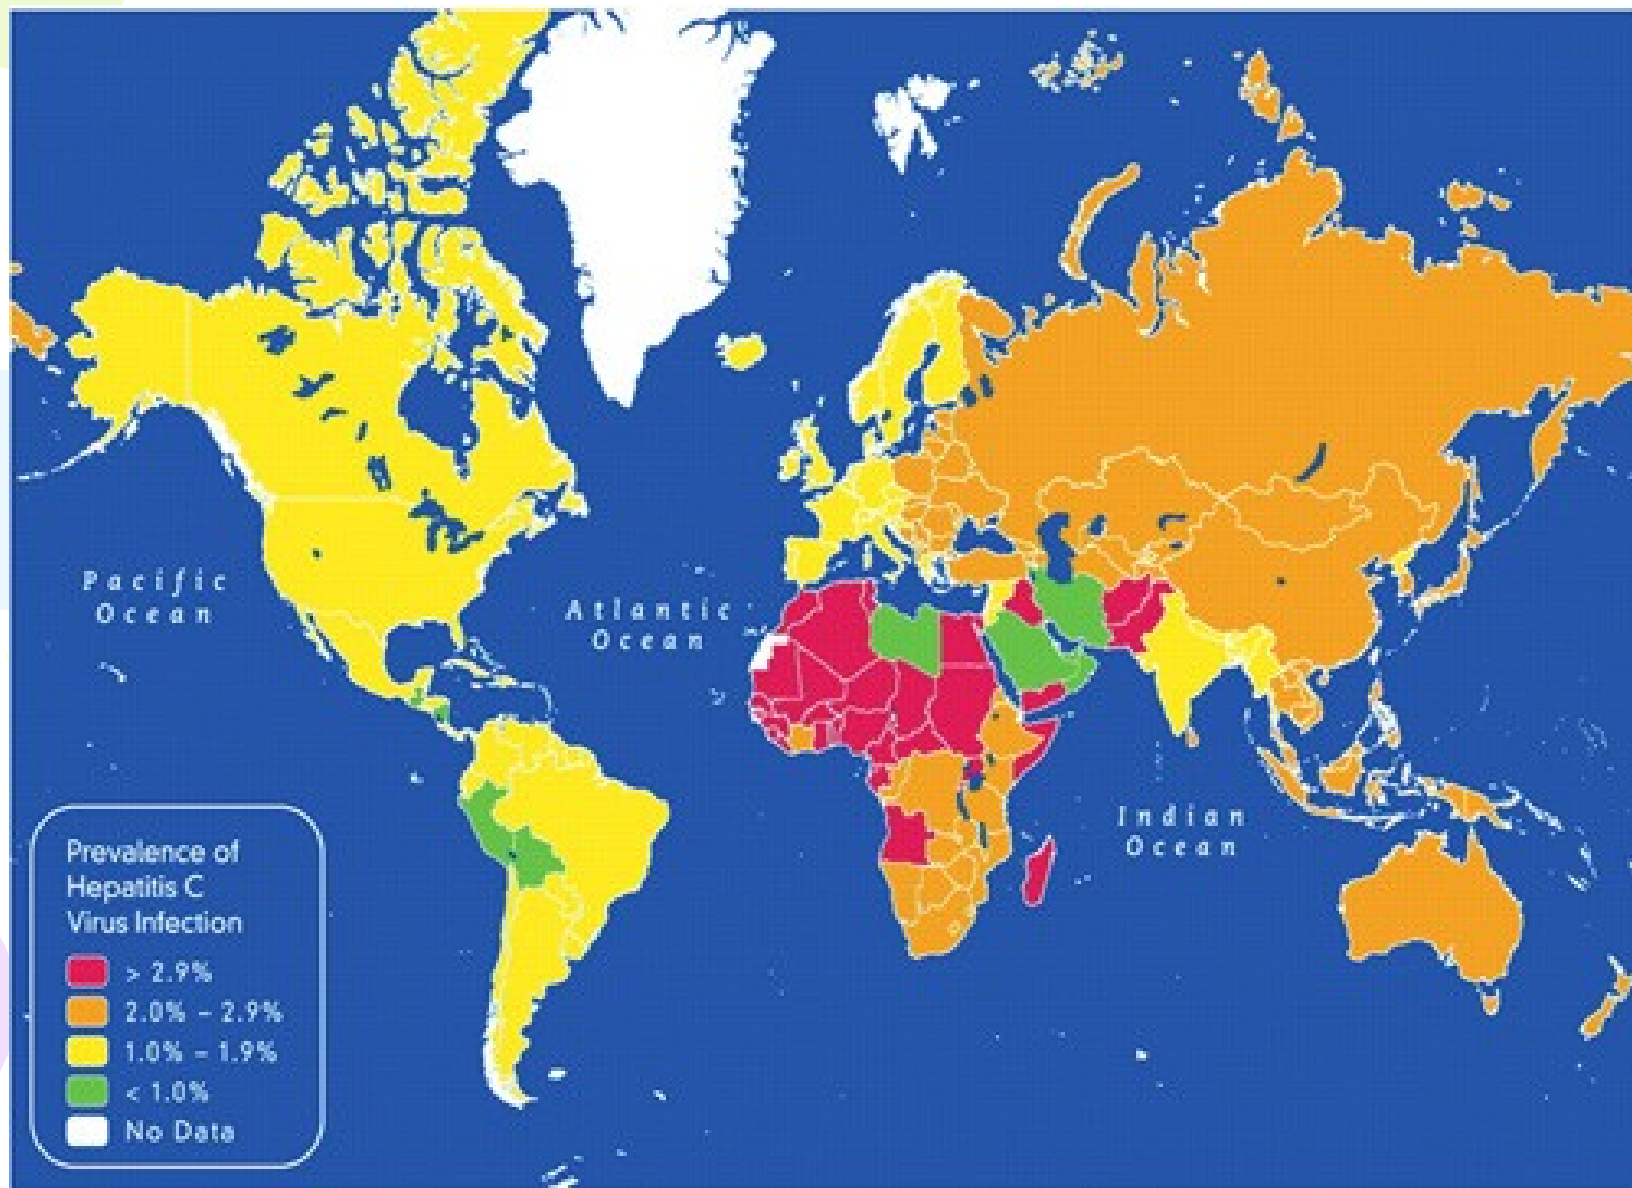 Pacific
Ocean
Atlantic
Ocean
Indian
Ocean
Prevalence of
Hepatitis C
Virus Infection
> 2.9%
2.0% – 2.9%
1.0% – 1.9%
< 1.0%
No Data